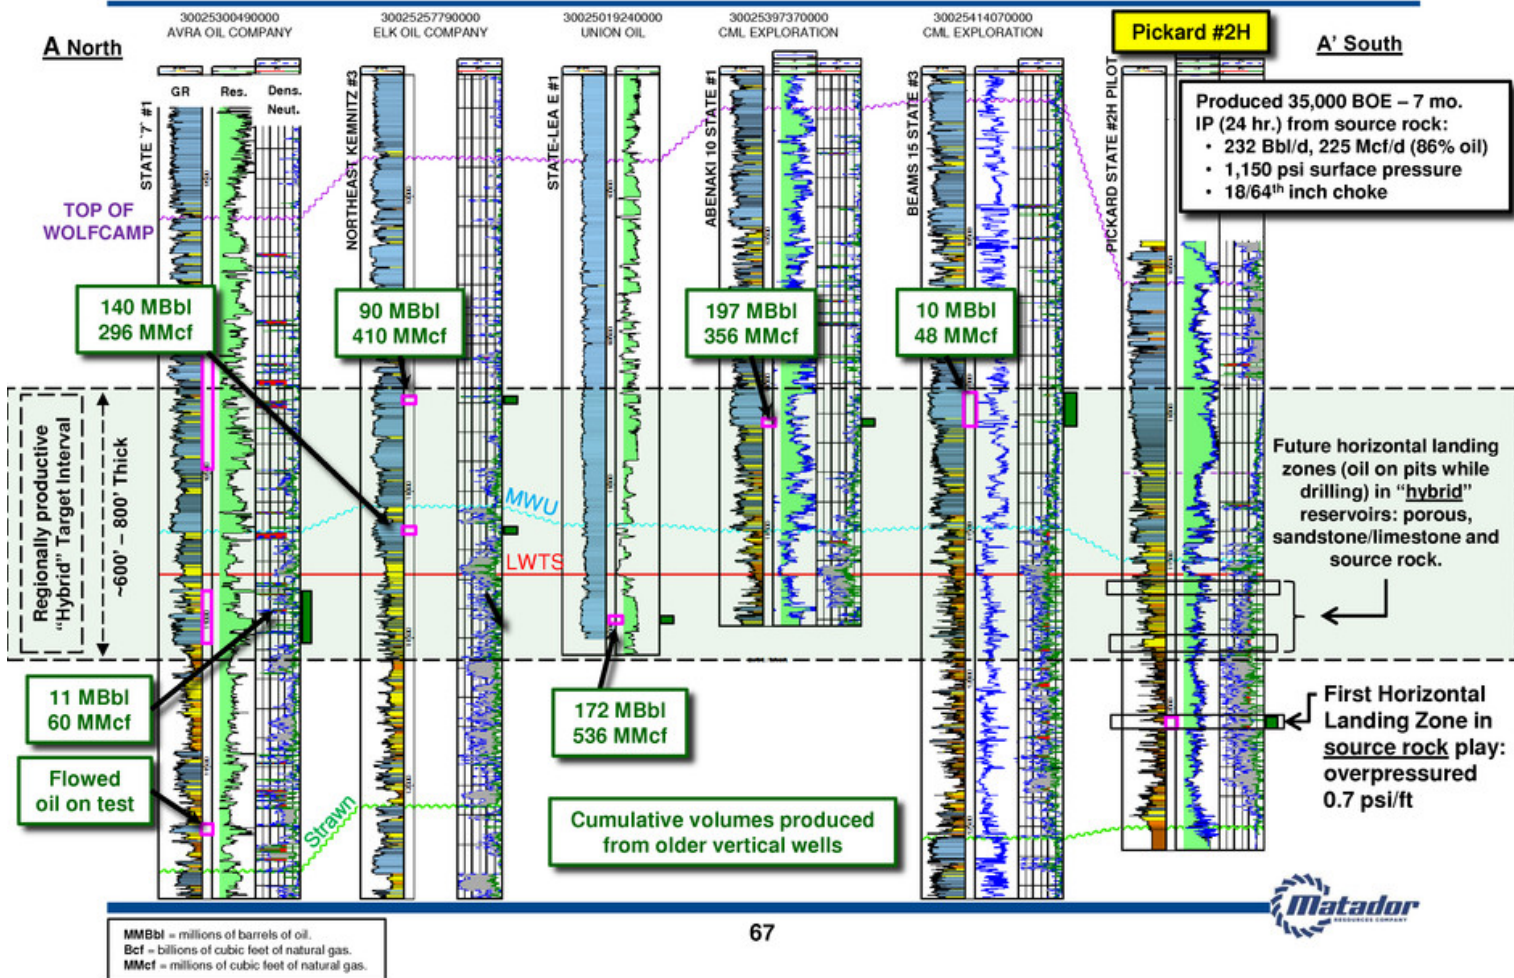 30025300490000
AVRA OIL COMPANY
30025257790000
ELK OIL COMPANY
30025019240000
UNION OIL
30025397370000
CML EXPLORATION
30025414070000
CML EXPLORATION
Pickard #2H
A North
A' South
GR
Res.
Dens.
Neut.
STATE "7" #1
NORTHEAST KEMNITZ #3
STATE-LEA E #1
ABENAKI 10 STATE #1
BEAMS 15 STATE #3
PICKARD STATE #2H PILOT
Produced 35,000 BOE – 7 mo.
IP (24 hr.) from source rock:
• 232 Bbl/d, 225 Mcf/d (86% oil)
• 1,150 psi surface pressure
• 18/64th inch choke
TOP OF
WOLFCAMP
140 MBbl
296 MMcf
90 MBbl
410 MMcf
197 MBbl
356 MMcf
10 MBbl
48 MMcf
Regionally productive
"Hybrid" Target Interval
~600' – 800' Thick
MWU
LWTS
Future horizontal landing
zones (oil on pits while
drilling) in "hybrid"
reservoirs: porous,
sandstone/limestone and
source rock.
11 MBbl
60 MMcf
172 MBbl
536 MMcf
First Horizontal
Landing Zone in
source rock play:
overpressured
0.7 psi/ft
Flowed
oil on test
Strawn
Cumulative volumes produced
from older vertical wells
Matador
RESOURCES COMPANY
67
MMBbl = millions of barrels of oil.
Bcf = billions of cubic feet of natural gas.
MMcf = millions of cubic feet of natural gas.